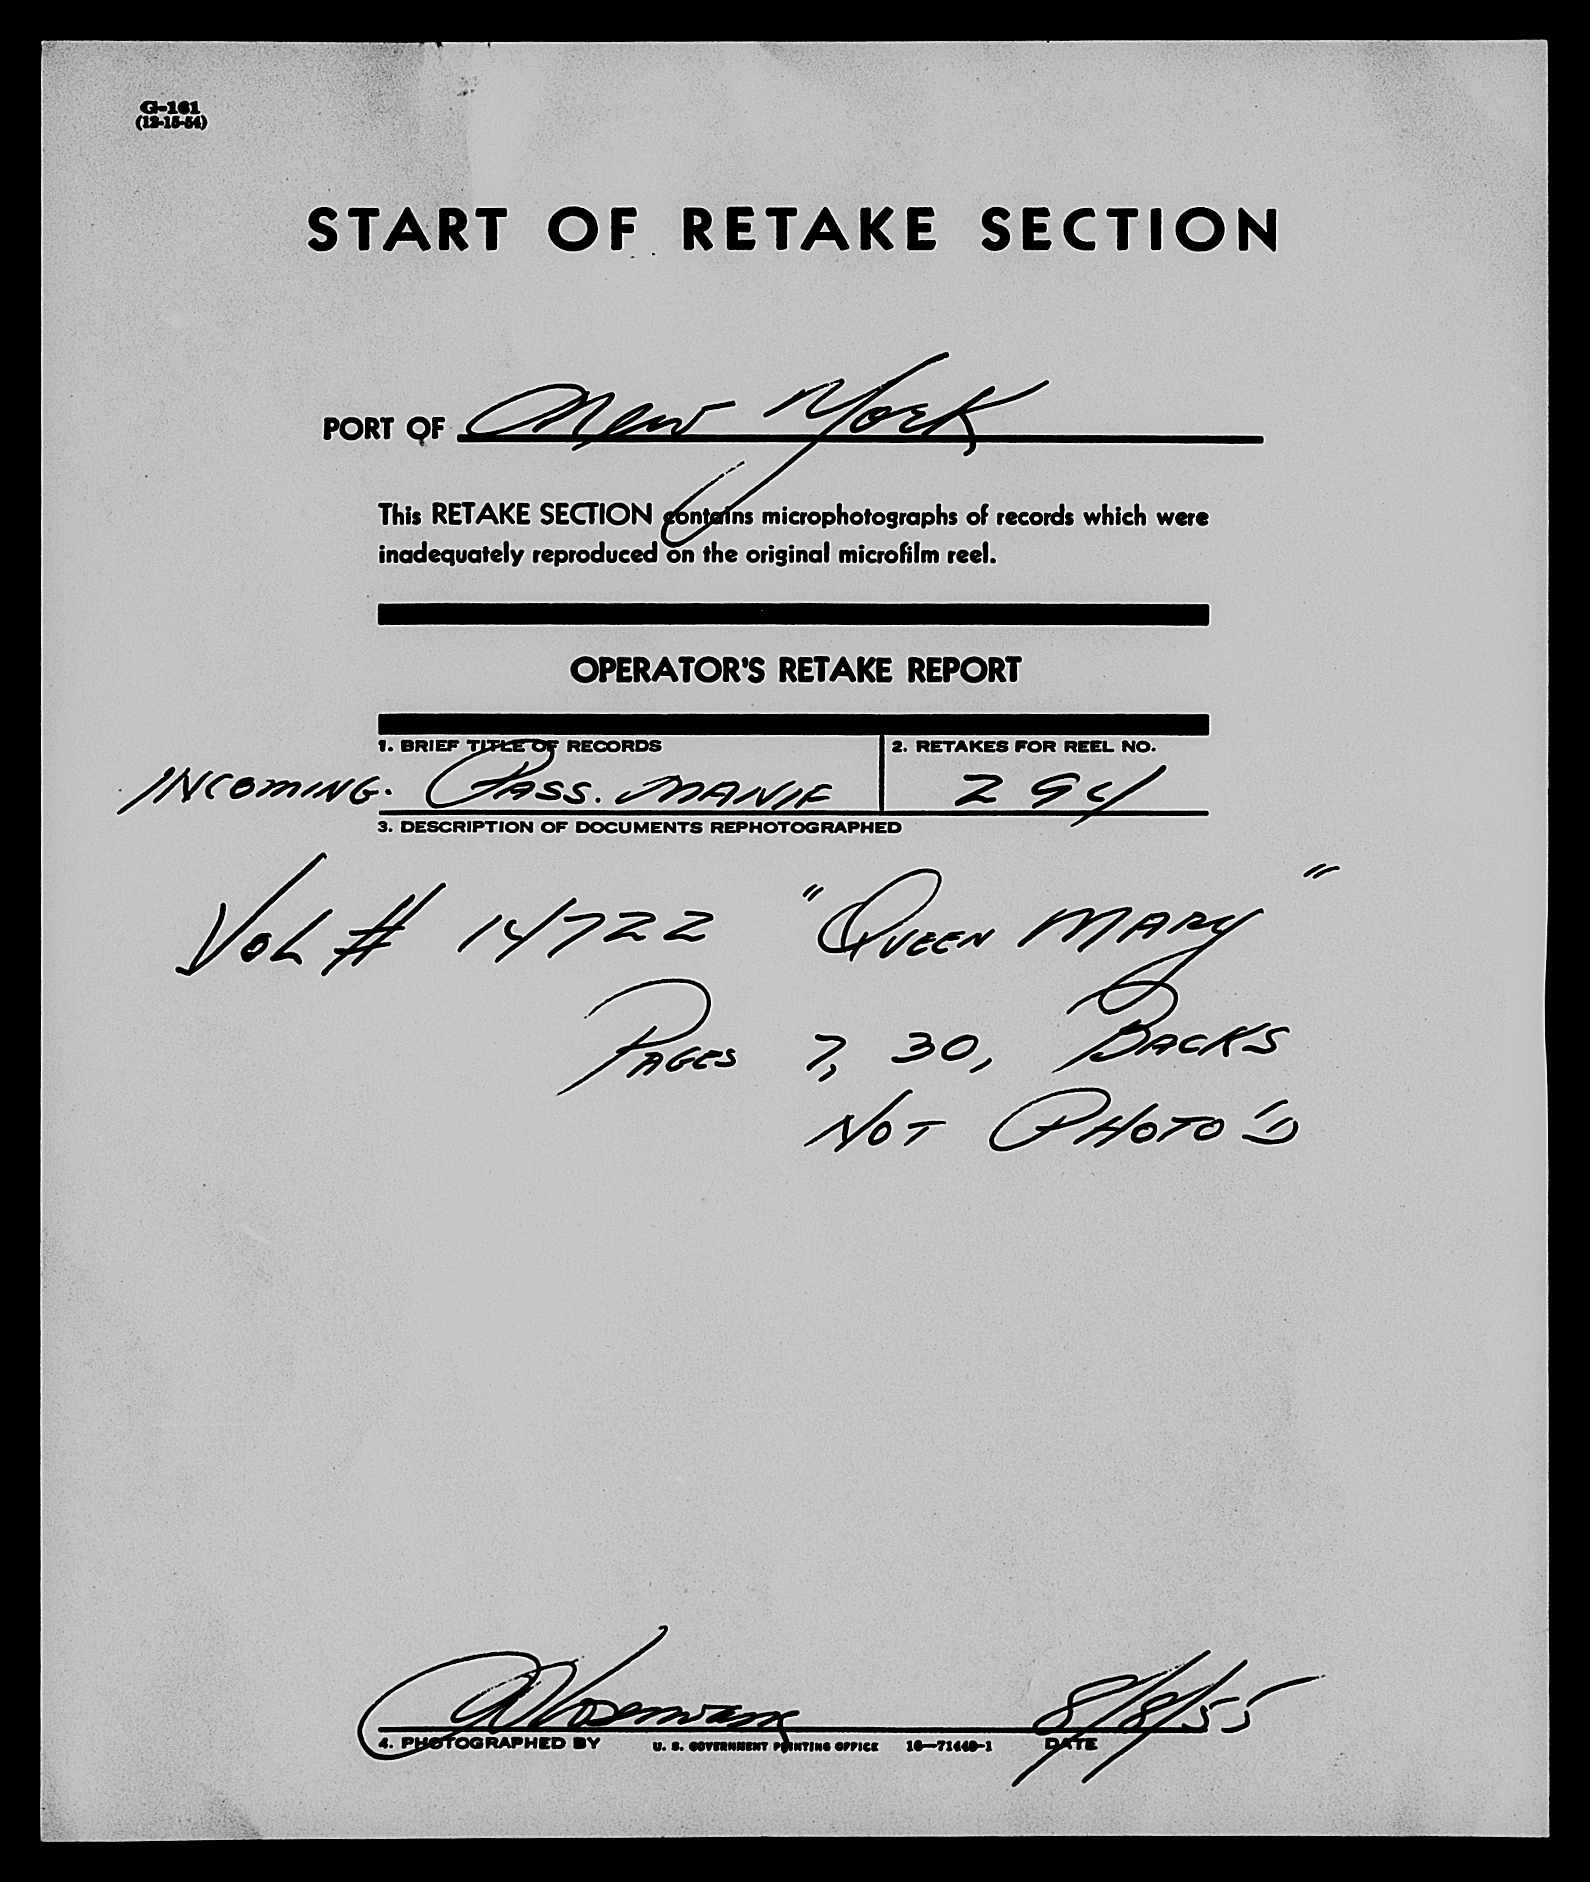 G-161
(12-15-54)
START OF RETAKE SECTION
PORT OF New York
This RETAKE SECTION contains microphotographs of records which were
inadequately reproduced on the original microfilm reel.
OPERATOR'S RETAKE REPORT
1. BRIEF TITLE OF RECORDS 2. RETAKES FOR REEL NO.
INCOMING. PASS. MANIF 294
3. DESCRIPTION OF DOCUMENTS REPHOTOGRAPHED
VOL # 14722 "QUEEN MARY"
PAGES 7, 30, BACKS
NOT PHOTO'D
8/8/55
4. PHOTOGRAPHED BY U. S. GOVERNMENT PRINTING OFFICE 16—71448-1 DATE